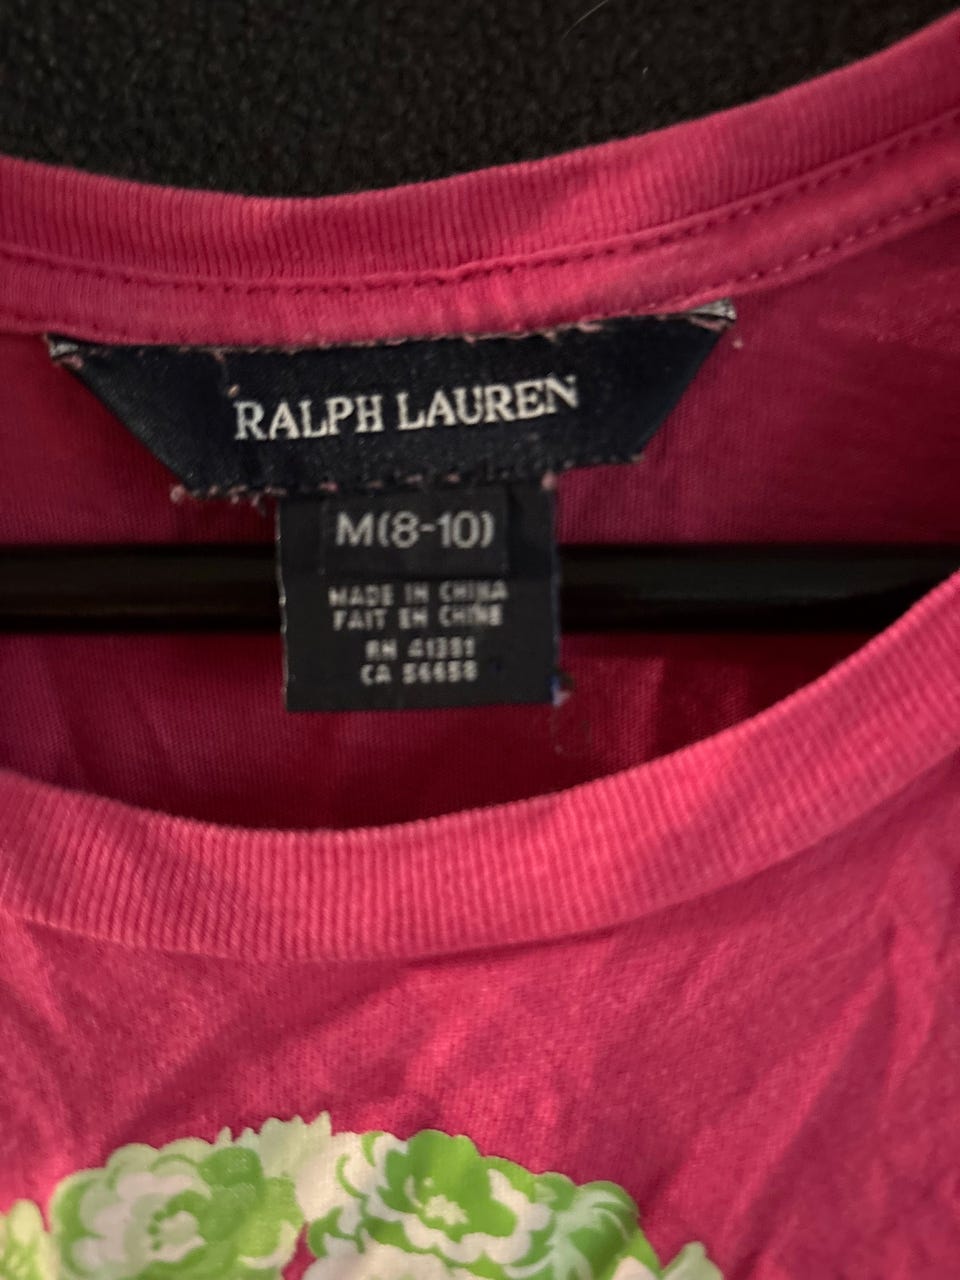 RALPH LAUREN
M(8-10)
MADE IN CHINA
FAIT EN CHINE
RN 41381
CA 56658